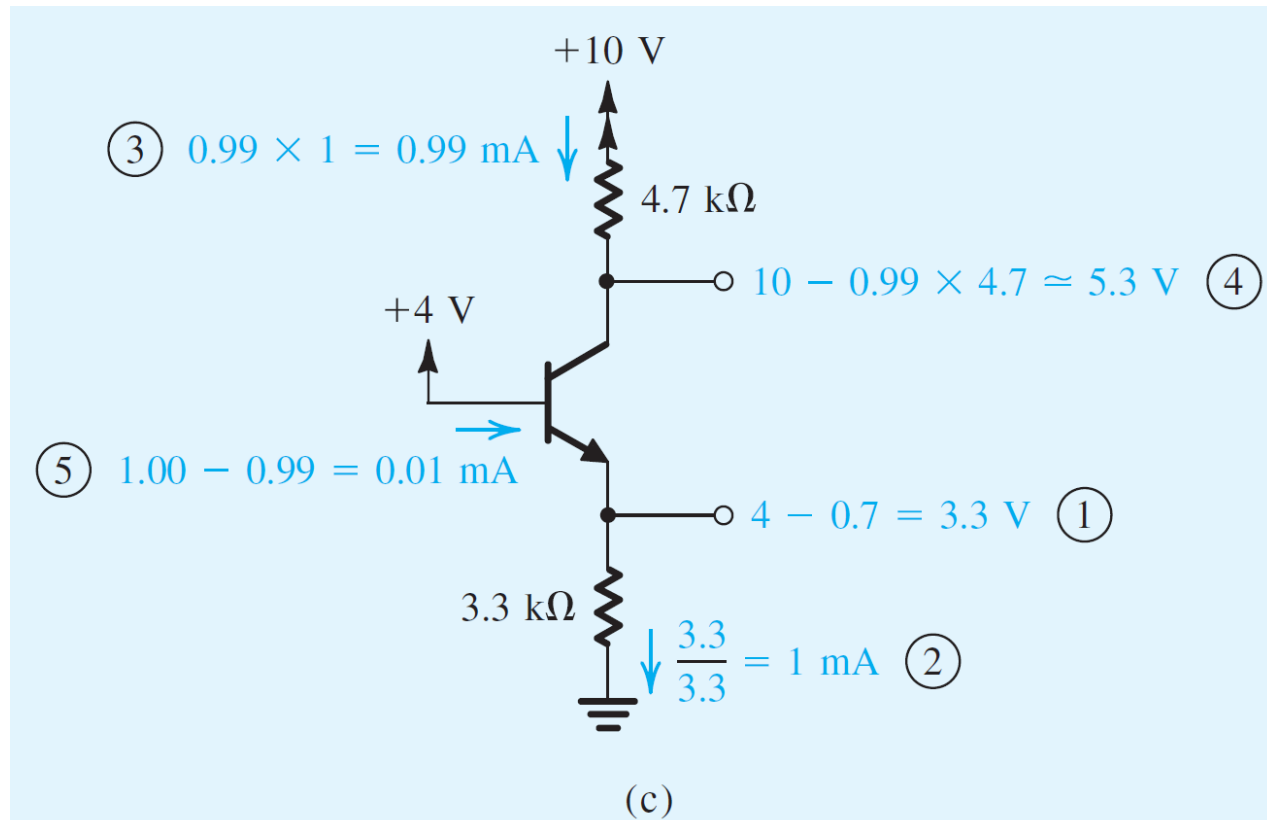 +10 V
③ 0.99 × 1 = 0.99 mA
4.7 kΩ
10 − 0.99 × 4.7 ≃ 5.3 V ④
+4 V
⑤ 1.00 − 0.99 = 0.01 mA
4 − 0.7 = 3.3 V ①
3.3 kΩ
3.3
3.3
= 1 mA ②
(c)